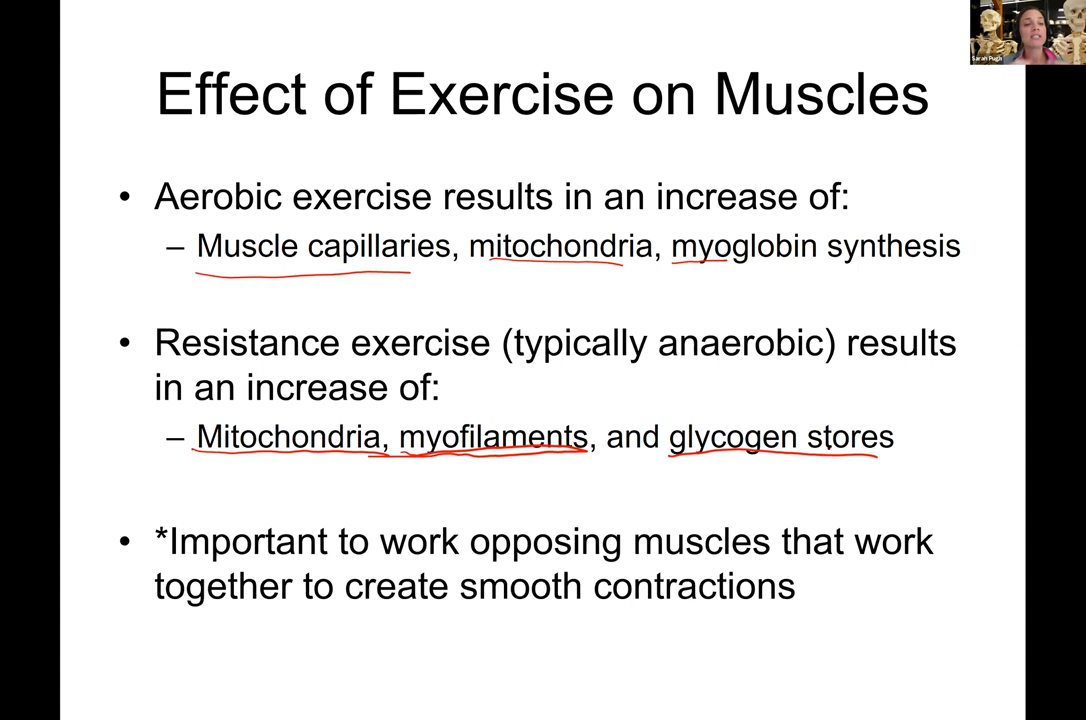 Sarah Pugh
Effect of Exercise on Muscles
• Aerobic exercise results in an increase of:
– Muscle capillaries, mitochondria, myoglobin synthesis
• Resistance exercise (typically anaerobic) results
in an increase of:
– Mitochondria, myofilaments, and glycogen stores
• *Important to work opposing muscles that work
together to create smooth contractions